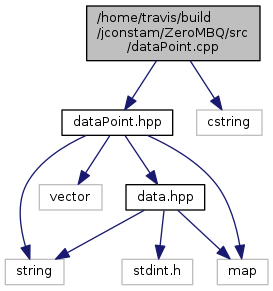 /home/travis/build
/jconstam/ZeroMBQ/src
/dataPoint.cpp
dataPoint.hpp
cstring
vector
data.hpp
string
stdint.h
map